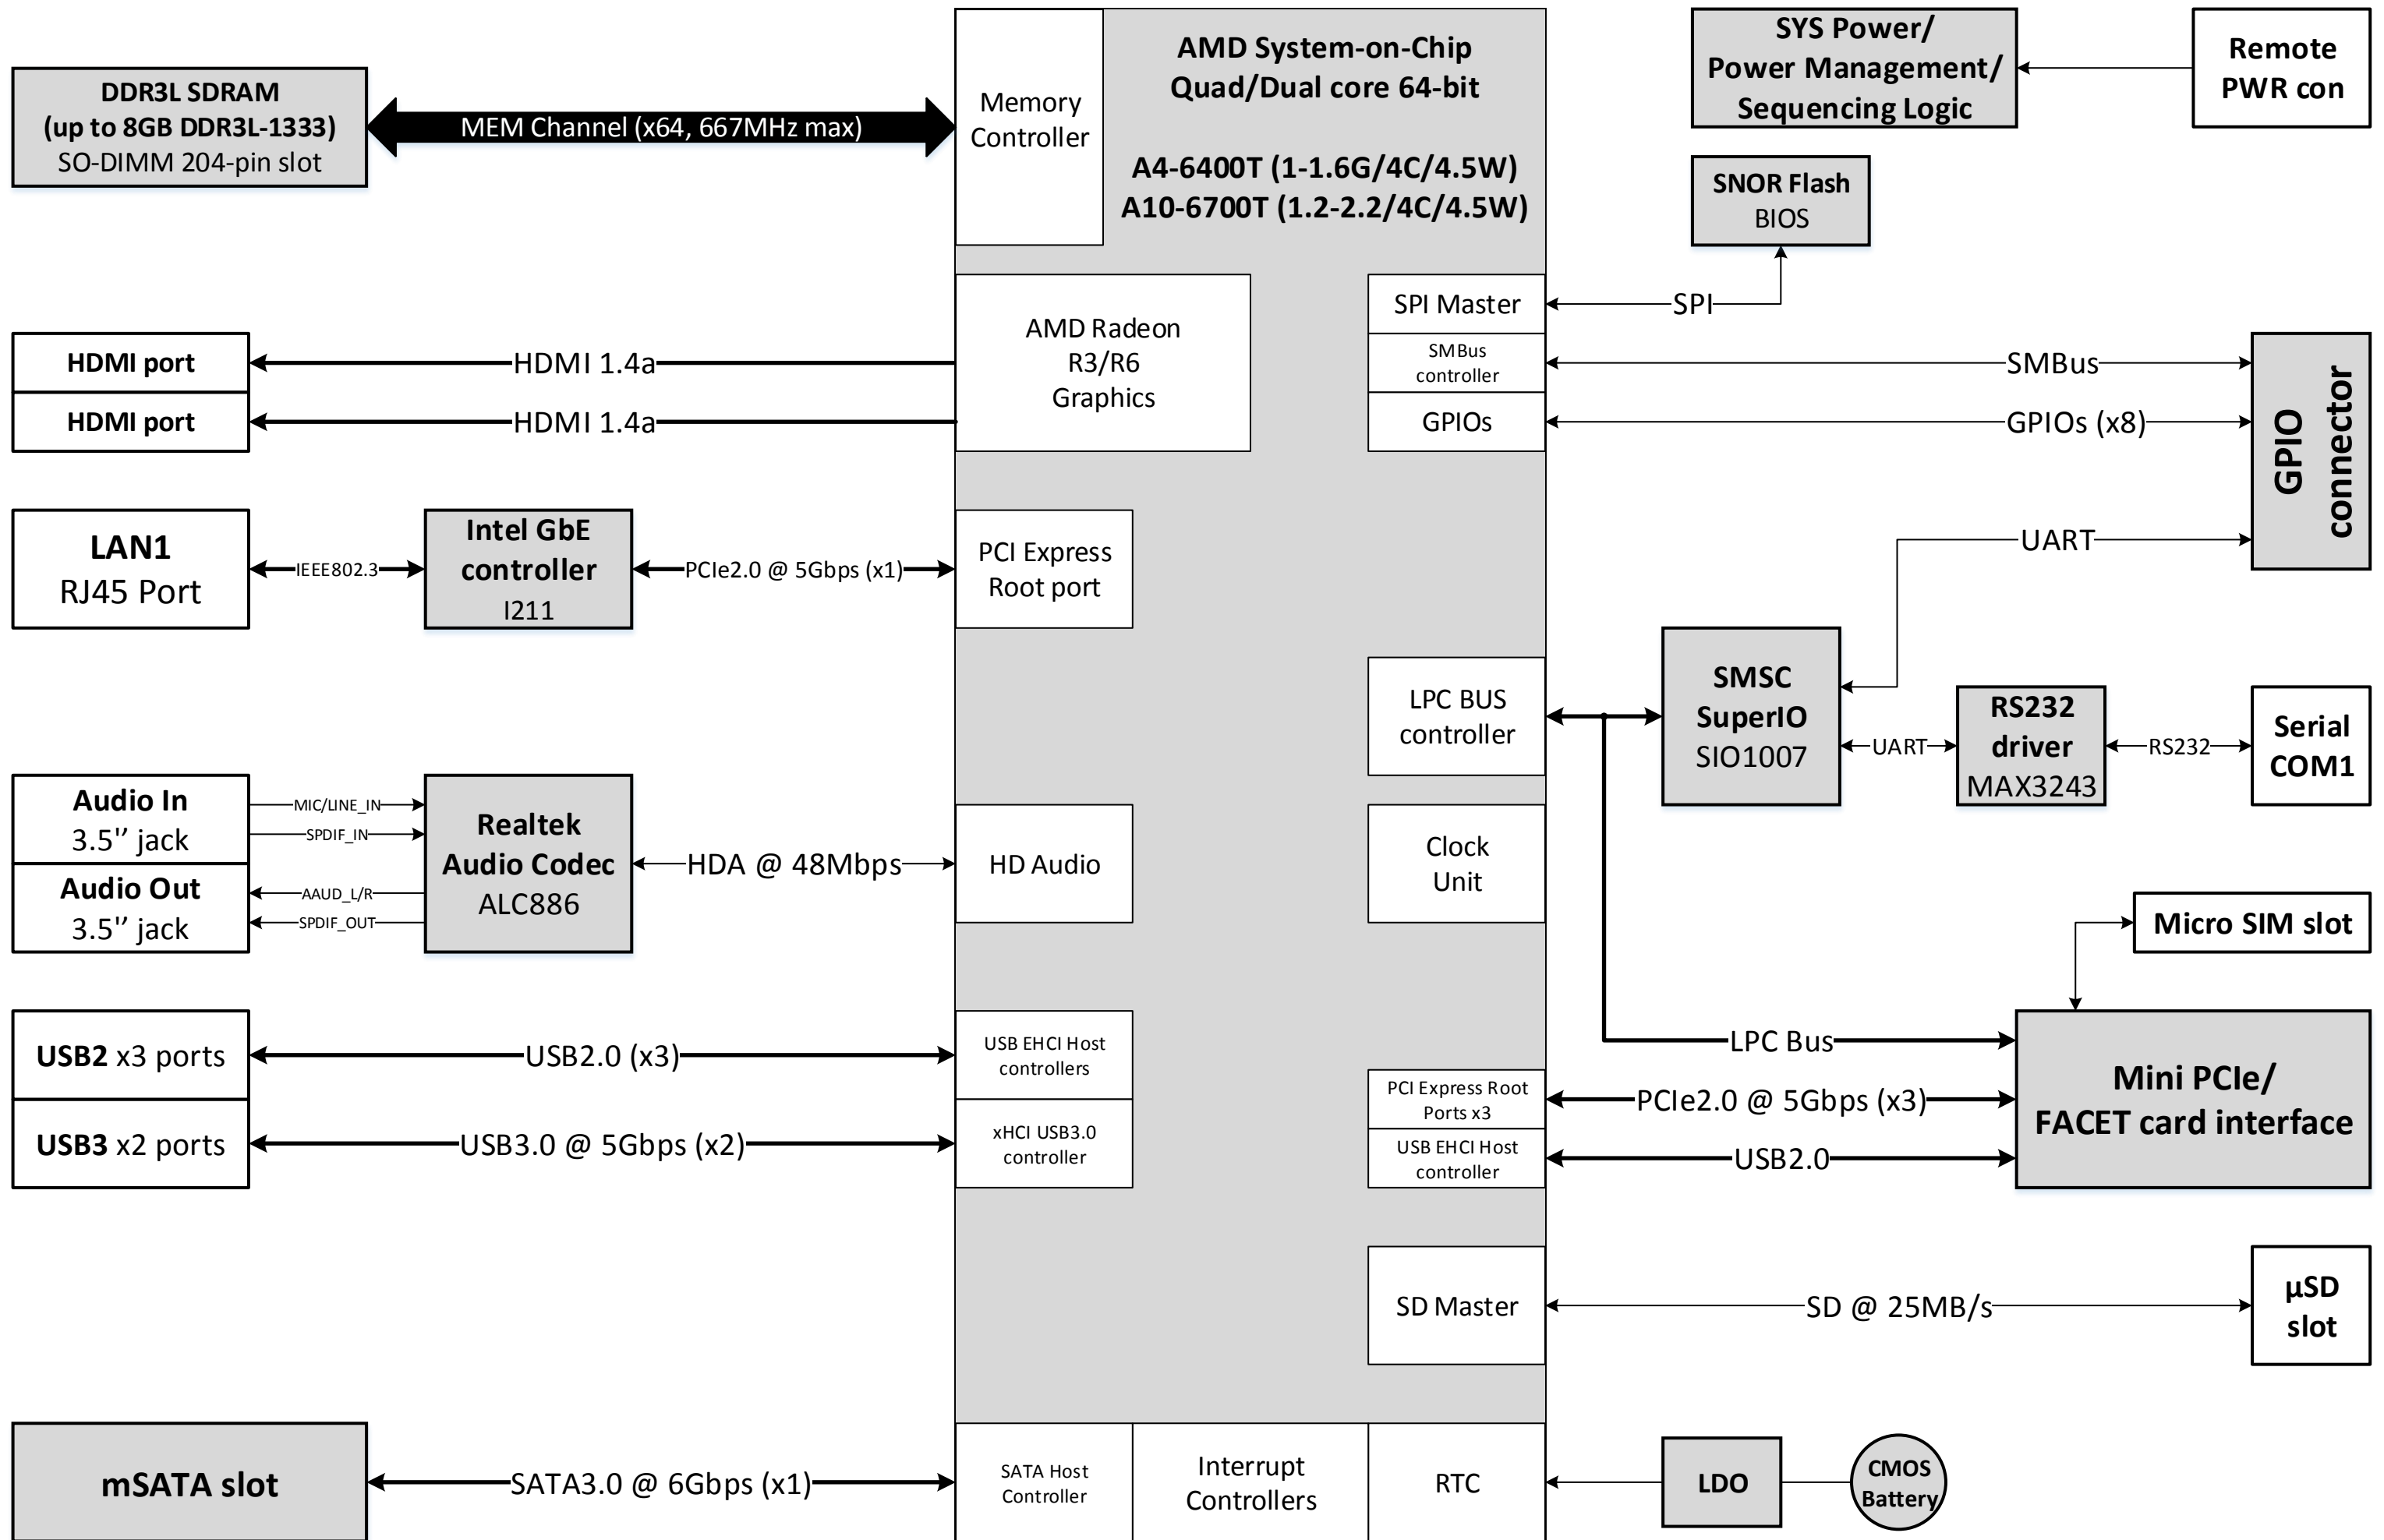 DDR3L SDRAM
(up to 8GB DDR3L-1333)
SO-DIMM 204-pin slot
MEM Channel (x64, 667MHz max)
Memory
Controller
AMD System-on-Chip
Quad/Dual core 64-bit
A4-6400T (1-1.6G/4C/4.5W)
A10-6700T (1.2-2.2/4C/4.5W)
SYS Power/
Power Management/
Sequencing Logic
Remote
PWR con
SNOR Flash
BIOS
HDMI port
HDMI 1.4a
HDMI port
HDMI 1.4a
AMD Radeon
R3/R6
Graphics
SPI Master
SPI
SMBus
controller
SMBus
GPIOs
GPIOs (x8)
GPIO
connector
UART
LAN1
RJ45 Port
IEEE802.3
Intel GbE
controller
I211
PCIe2.0 @ 5Gbps (x1)
PCI Express
Root port
LPC BUS
controller
SMSC
SuperIO
SIO1007
UART
RS232
driver
MAX3243
RS232
Serial
COM1
Audio In
3.5'' jack
Audio Out
3.5'' jack
MIC/LINE_IN
SPDIF_IN
AAUD_L/R
SPDIF_OUT
Realtek
Audio Codec
ALC886
HDA @ 48Mbps
HD Audio
Clock
Unit
Micro SIM slot
USB2 x3 ports
USB2.0 (x3)
USB EHCI Host
controllers
USB3 x2 ports
USB3.0 @ 5Gbps (x2)
xHCI USB3.0
controller
LPC Bus
PCI Express Root
Ports x3
PCIe2.0 @ 5Gbps (x3)
USB EHCI Host
controller
USB2.0
Mini PCIe/
FACET card interface
SD Master
SD @ 25MB/s
μSD
slot
mSATA slot
SATA3.0 @ 6Gbps (x1)
SATA Host
Controller
Interrupt
Controllers
RTC
LDO
CMOS
Battery